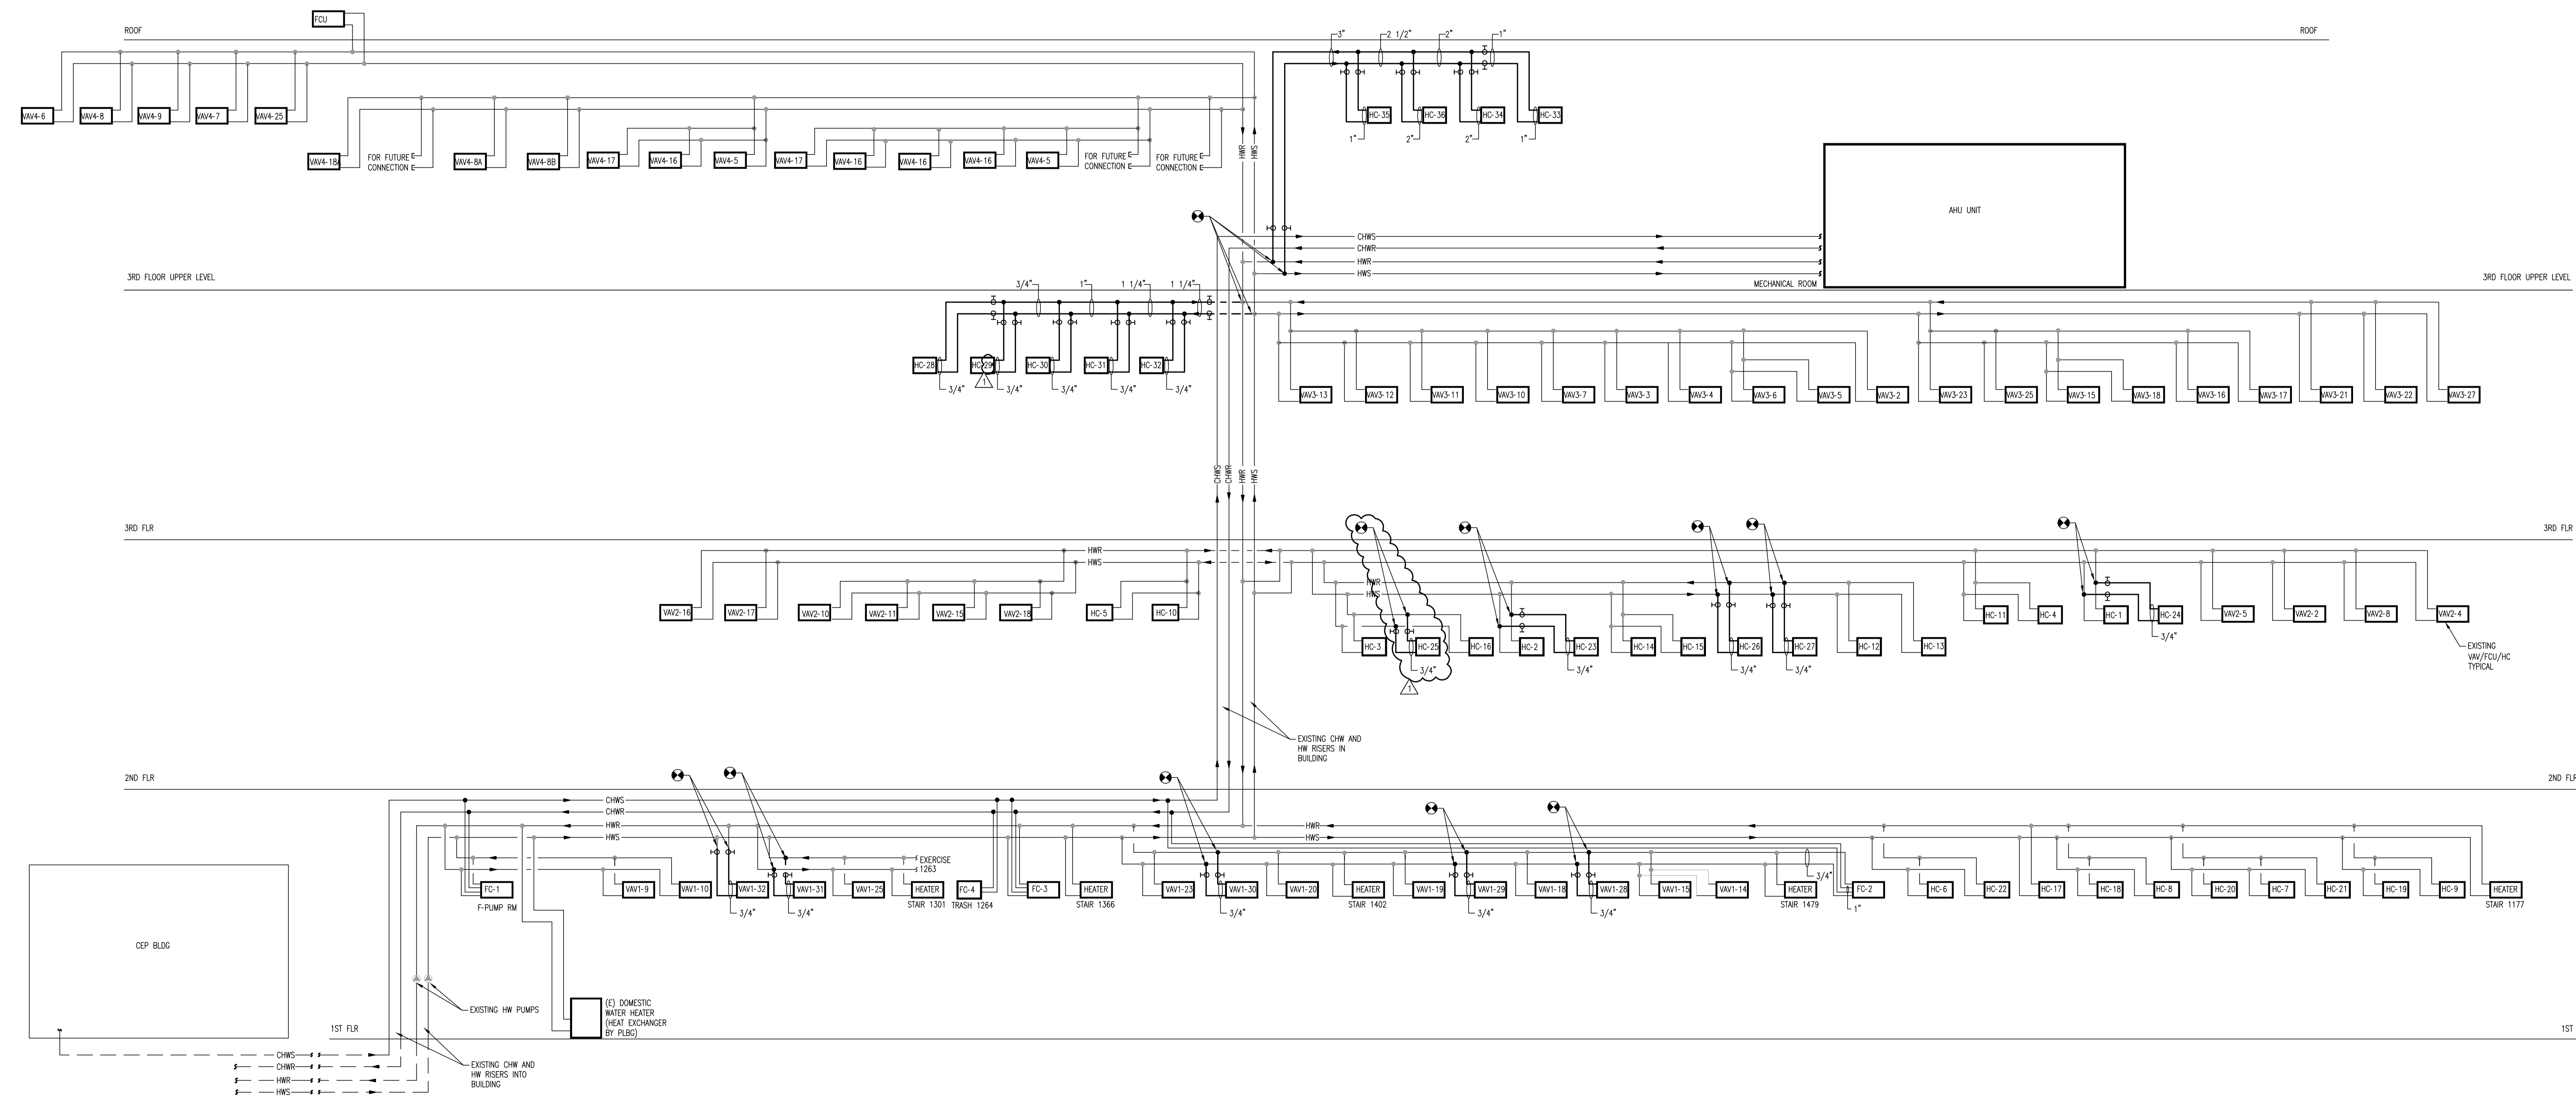 FCU
ROOF
ROOF
3"
2 1/2"
2"
1"
VAV4-6
VAV4-8
VAV4-9
VAV4-7
VAV4-25
HC-35
HC-36
HC-34
HC-33
1"
2"
2"
1"
VAV4-18A
FOR FUTURE
CONNECTION
VAV4-8A
VAV4-8B
VAV4-17
VAV4-16
VAV4-5
VAV4-17
VAV4-16
VAV4-16
VAV4-16
VAV4-5
FOR FUTURE
CONNECTION
FOR FUTURE
CONNECTION
HWR
HWS
AHU UNIT
CHWS
CHWR
HWR
HWS
3RD FLOOR UPPER LEVEL
MECHANICAL ROOM
3RD FLOOR UPPER LEVEL
3/4"
1"
1 1/4"
1 1/4"
HC-28
HC-29
HC-30
HC-31
HC-32
3/4"
1
3/4"
3/4"
3/4"
3/4"
VAV3-13
VAV3-12
VAV3-11
VAV3-10
VAV3-7
VAV3-3
VAV3-4
VAV3-6
VAV3-5
VAV3-2
VAV3-23
VAV3-25
VAV3-15
VAV3-18
VAV3-16
VAV3-17
VAV3-21
VAV3-22
VAV3-27
CHWS
CHWR
HWR
HWS
3RD FLR
3RD FLR
HWR
HWS
HWR
HWS
VAV2-16
VAV2-17
VAV2-10
VAV2-11
VAV2-15
VAV2-18
HC-5
HC-10
HC-3
HC-25
HC-16
HC-2
HC-23
HC-14
HC-15
HC-26
HC-27
HC-12
HC-13
HC-11
HC-4
HC-1
HC-24
VAV2-5
VAV2-2
VAV2-8
VAV2-4
3/4"
3/4"
3/4"
3/4"
3/4"
1
EXISTING
VAV/FCU/HC
TYPICAL
EXISTING CHW AND
HW RISERS IN
BUILDING
2ND FLR
2ND FLR
CHWS
CHWR
HWR
HWS
HWR
HWS
EXERCISE
1263
FC-1
F-PUMP RM
VAV1-9
VAV1-10
VAV1-32
VAV1-31
VAV1-25
HEATER
STAIR 1301
FC-4
TRASH 1264
FC-3
HEATER
STAIR 1366
VAV1-23
VAV1-30
VAV1-20
HEATER
STAIR 1402
VAV1-19
VAV1-29
VAV1-18
VAV1-28
VAV1-15
VAV1-14
HEATER
STAIR 1479
3/4"
FC-2
1"
HC-6
HC-22
HC-17
HC-18
HC-8
HC-20
HC-7
HC-21
HC-19
HC-9
HEATER
STAIR 1177
3/4"
3/4"
3/4"
3/4"
3/4"
CEP BLDG
EXISTING HW PUMPS
(E) DOMESTIC
WATER HEATER
(HEAT EXCHANGER
BY PLBG)
1ST FLR
1ST
CHWS
CHWR
HWR
HWS
EXISTING CHW AND
HW RISERS INTO
BUILDING